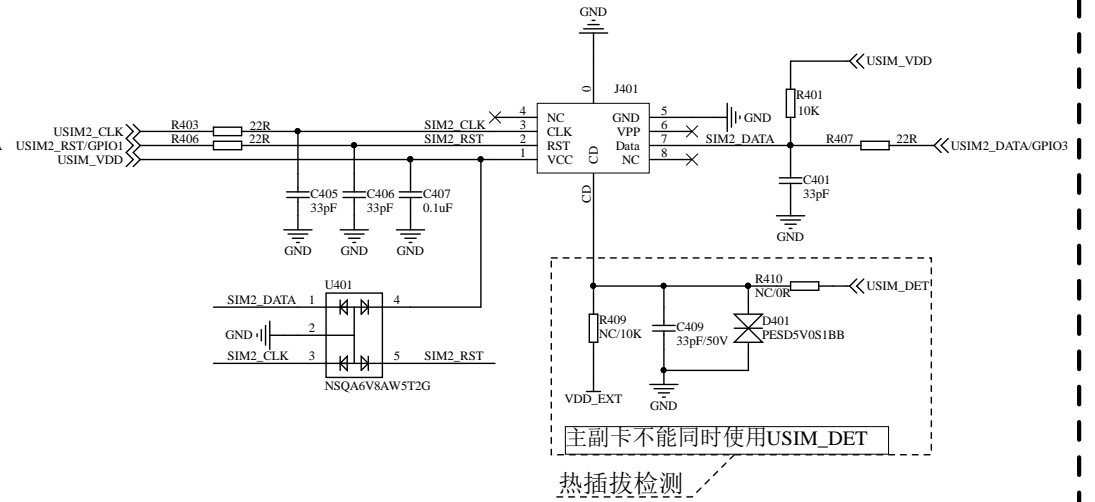 GND
J401
0
USIM_VDD
R401
10K
4 NC
3 CLK
2 RST
1 VCC
GND 5
VPP 6
Data 7
NC 8
CD
CD
GND
USIM2_CLK R403 22R SIM2_CLK
USIM2_RST/GPIO1 R406 22R SIM2_RST
USIM_VDD
SIM2_DATA R407 22R USIM2_DATA/GPIO3
C405
33pF
C406
33pF
C407
0.1uF
C401
33pF
GND
GND
GND
GND
U401
SIM2_DATA 1 4
GND 2
SIM2_CLK 3 5 SIM2_RST
NSQA6V8AW5T2G
R410
NC/0R
USIM_DET
R409
NC/10K
C409
33pF/50V
D401
PESD5V0S1BB
VDD_EXT
GND
主副卡不能同时使用USIM_DET
热插拔检测